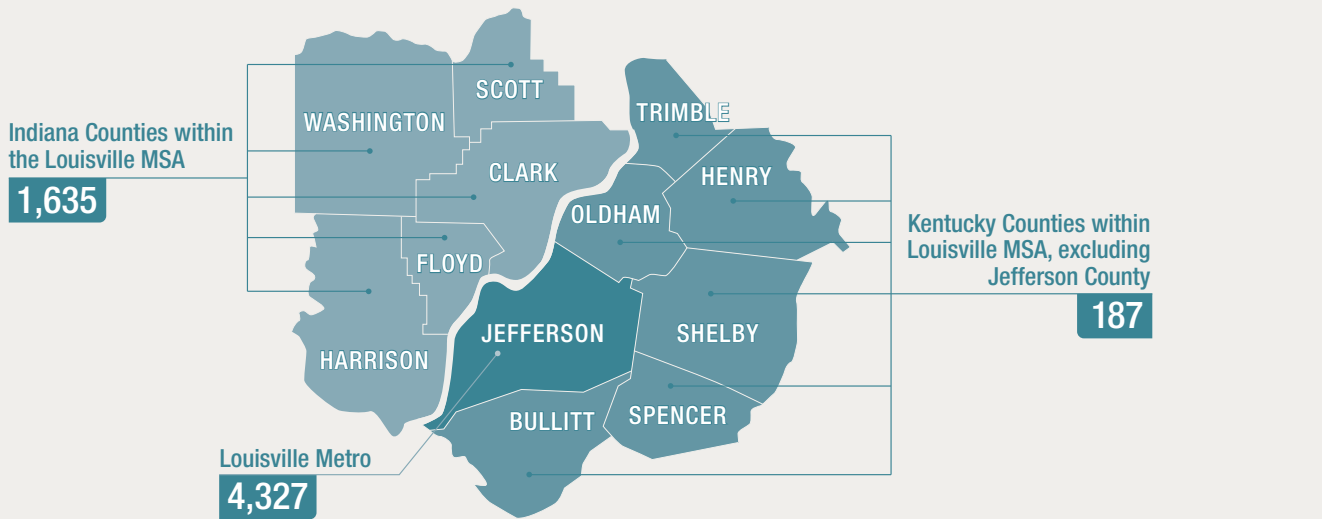 SCOTT
TRIMBLE
WASHINGTON
Indiana Counties within
the Louisville MSA
1,635
CLARK
HENRY
OLDHAM
Kentucky Counties within
Louisville MSA, excluding
Jefferson County
187
FLOYD
JEFFERSON
SHELBY
HARRISON
SPENCER
BULLITT
Louisville Metro
4,327